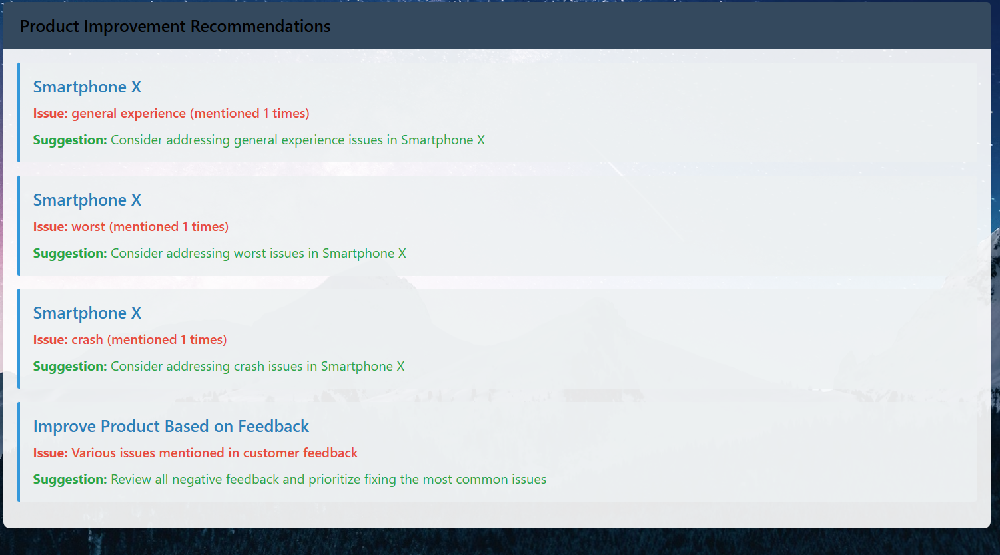 Product Improvement Recommendations
Smartphone X
Issue: general experience (mentioned 1 times)
Suggestion: Consider addressing general experience issues in Smartphone X
Smartphone X
Issue: worst (mentioned 1 times)
Suggestion: Consider addressing worst issues in Smartphone X
Smartphone X
Issue: crash (mentioned 1 times)
Suggestion: Consider addressing crash issues in Smartphone X
Improve Product Based on Feedback
Issue: Various issues mentioned in customer feedback
Suggestion: Review all negative feedback and prioritize fixing the most common issues